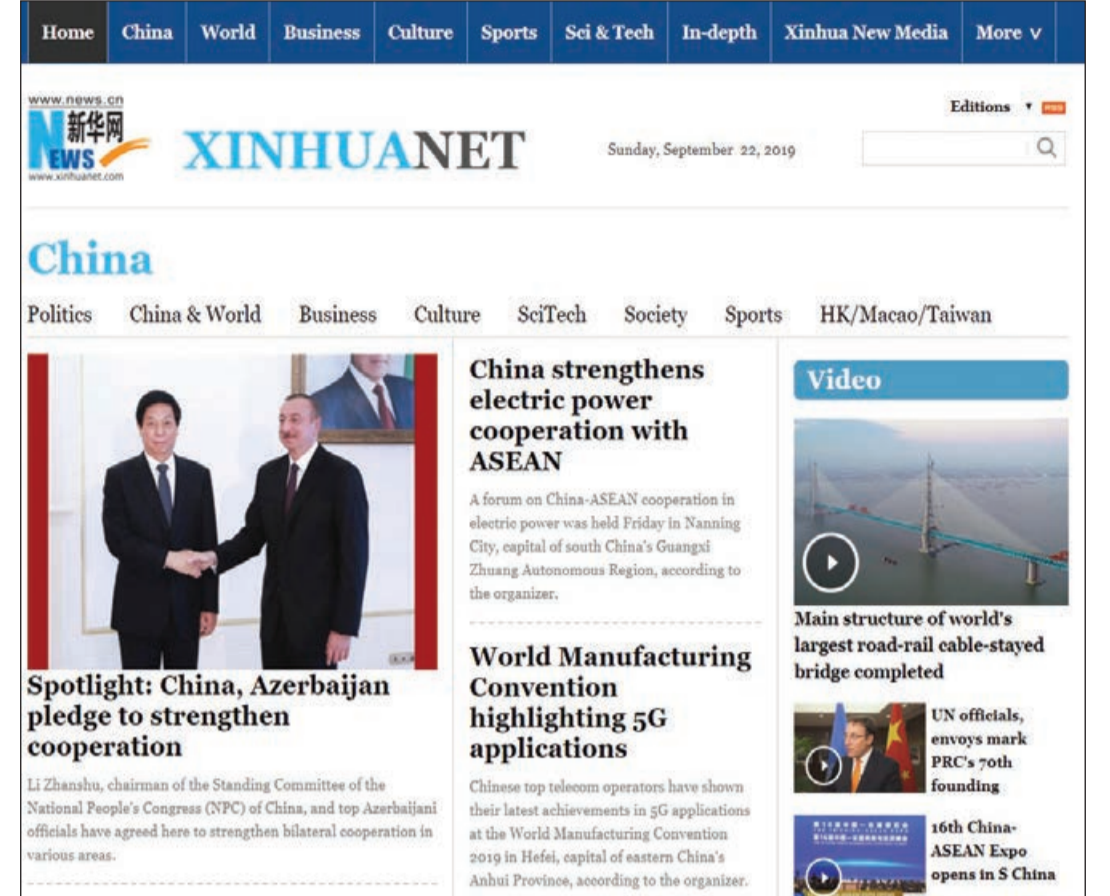 Home China World Business Culture Sports Sci & Tech In-depth Xinhua New Media More
www.news.cn
新华网
NEWS
www.xinhuanet.com
XINHUANET
Sunday, September 22, 2019
Editions
China
Politics China & World Business Culture SciTech Society Sports HK/Macao/Taiwan
Spotlight: China, Azerbaijan
pledge to strengthen
cooperation
Li Zhanshu, chairman of the Standing Committee of the
National People's Congress (NPC) of China, and top Azerbaijani
officials have agreed here to strengthen bilateral cooperation in
various areas.
China strengthens
electric power
cooperation with
ASEAN
A forum on China-ASEAN cooperation in
electric power was held Friday in Nanning
City, capital of south China's Guangxi
Zhuang Autonomous Region, according to
the organizer.
World Manufacturing
Convention
highlighting 5G
applications
Chinese top telecom operators have shown
their latest achievements in 5G applications
at the World Manufacturing Convention
2019 in Hefei, capital of eastern China's
Anhui Province, according to the organizer.
Video
Main structure of world's
largest road-rail cable-stayed
bridge completed
UN officials,
envoys mark
PRC's 70th
founding
16th China-
ASEAN Expo
opens in S China